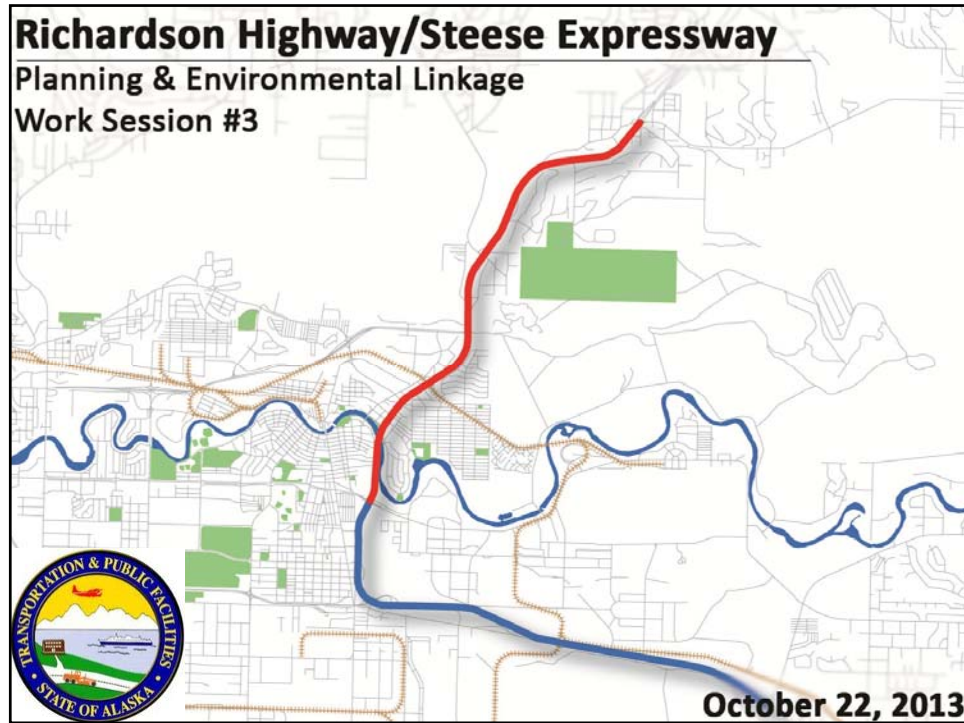 Richardson Highway/Steese Expressway
Planning & Environmental Linkage
Work Session #3
TRANSPORTATION & PUBLIC FACILITIES
STATE OF ALASKA
October 22, 2013